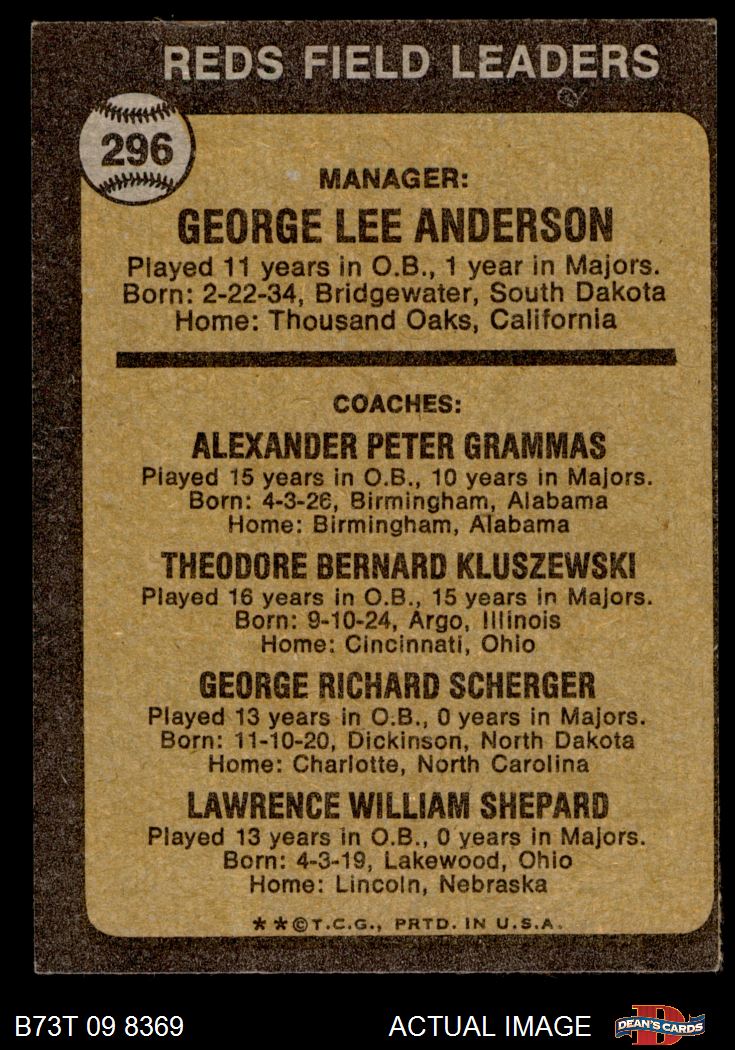 REDS FIELD LEADERS
296
MANAGER:
GEORGE LEE ANDERSON
Played 11 years in O.B., 1 year in Majors.
Born: 2-22-34, Bridgewater, South Dakota
Home: Thousand Oaks, California
COACHES:
ALEXANDER PETER GRAMMAS
Played 15 years in O.B., 10 years in Majors.
Born: 4-3-26, Birmingham, Alabama
Home: Birmingham, Alabama
THEODORE BERNARD KLUSZEWSKI
Played 16 years in O.B., 15 years in Majors.
Born: 9-10-24, Argo, Illinois
Home: Cincinnati, Ohio
GEORGE RICHARD SCHERGER
Played 13 years in O.B., 0 years in Majors.
Born: 11-10-20, Dickinson, North Dakota
Home: Charlotte, North Carolina
LAWRENCE WILLIAM SHEPARD
Played 13 years in O.B., 0 years in Majors.
Born: 4-3-19, Lakewood, Ohio
Home: Lincoln, Nebraska
**©T.C.G., PRTD. IN U.S.A.
B73T 09 8369 ACTUAL IMAGE D DEAN'S CARDS